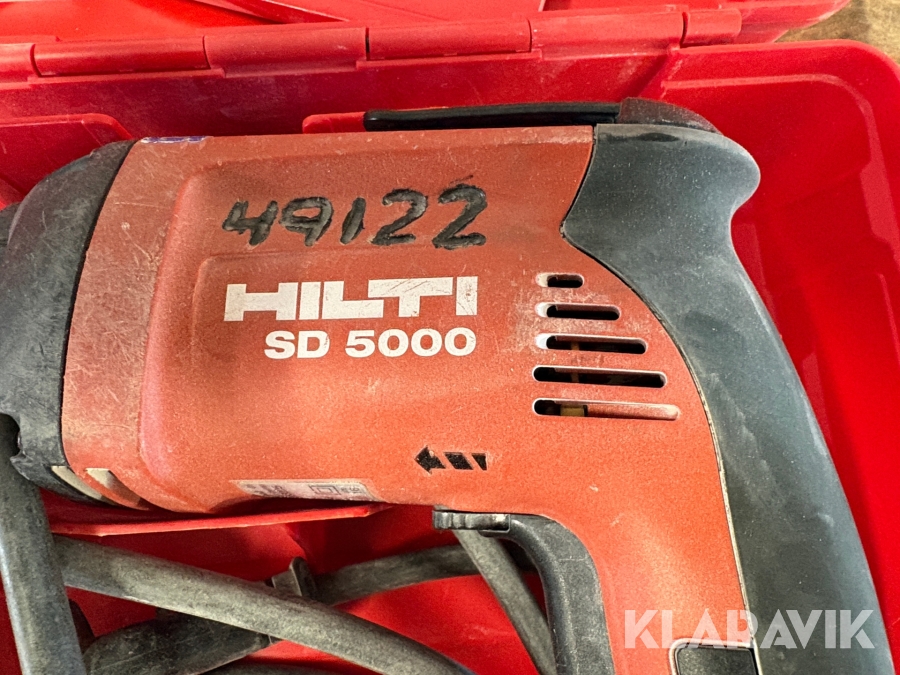 49122
HILTI
SD 5000
KLARAVIK